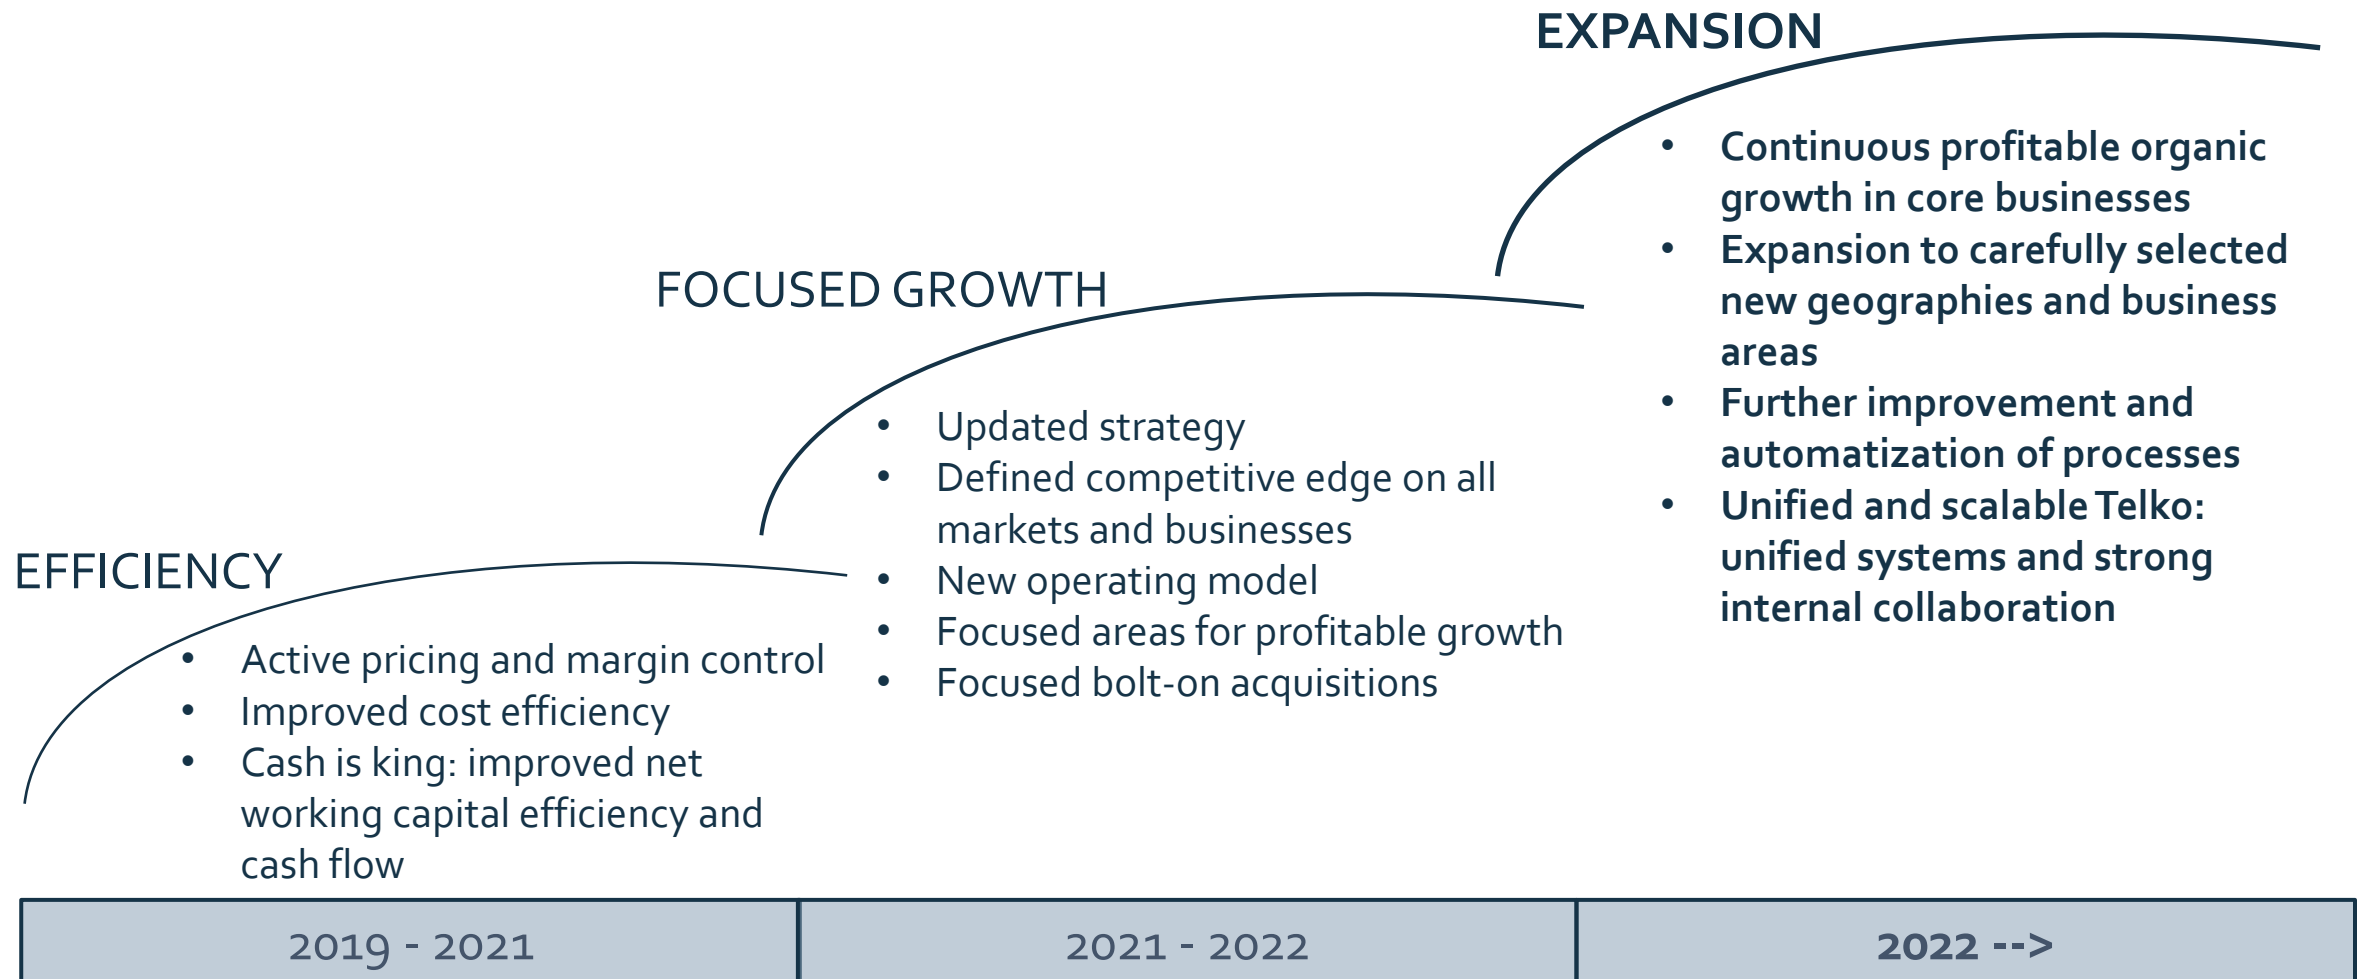 EXPANSION
• Continuous profitable organic
growth in core businesses
• Expansion to carefully selected
new geographies and business
areas
• Further improvement and
automatization of processes
• Unified and scalable Telko:
unified systems and strong
internal collaboration
FOCUSED GROWTH
• Updated strategy
• Defined competitive edge on all
markets and businesses
• New operating model
• Focused areas for profitable growth
• Focused bolt-on acquisitions
EFFICIENCY
• Active pricing and margin control
• Improved cost efficiency
• Cash is king: improved net
working capital efficiency and
cash flow
2019 - 2021
2021 - 2022
2022 -->